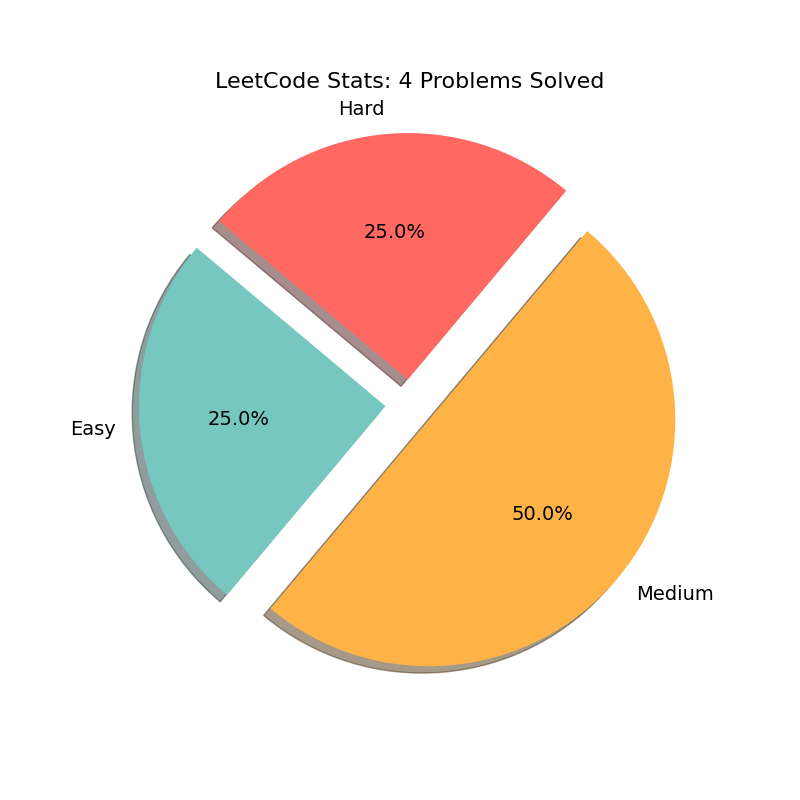 LeetCode Stats: 4 Problems Solved
Hard
25.0%
25.0%
Easy
50.0%
Medium